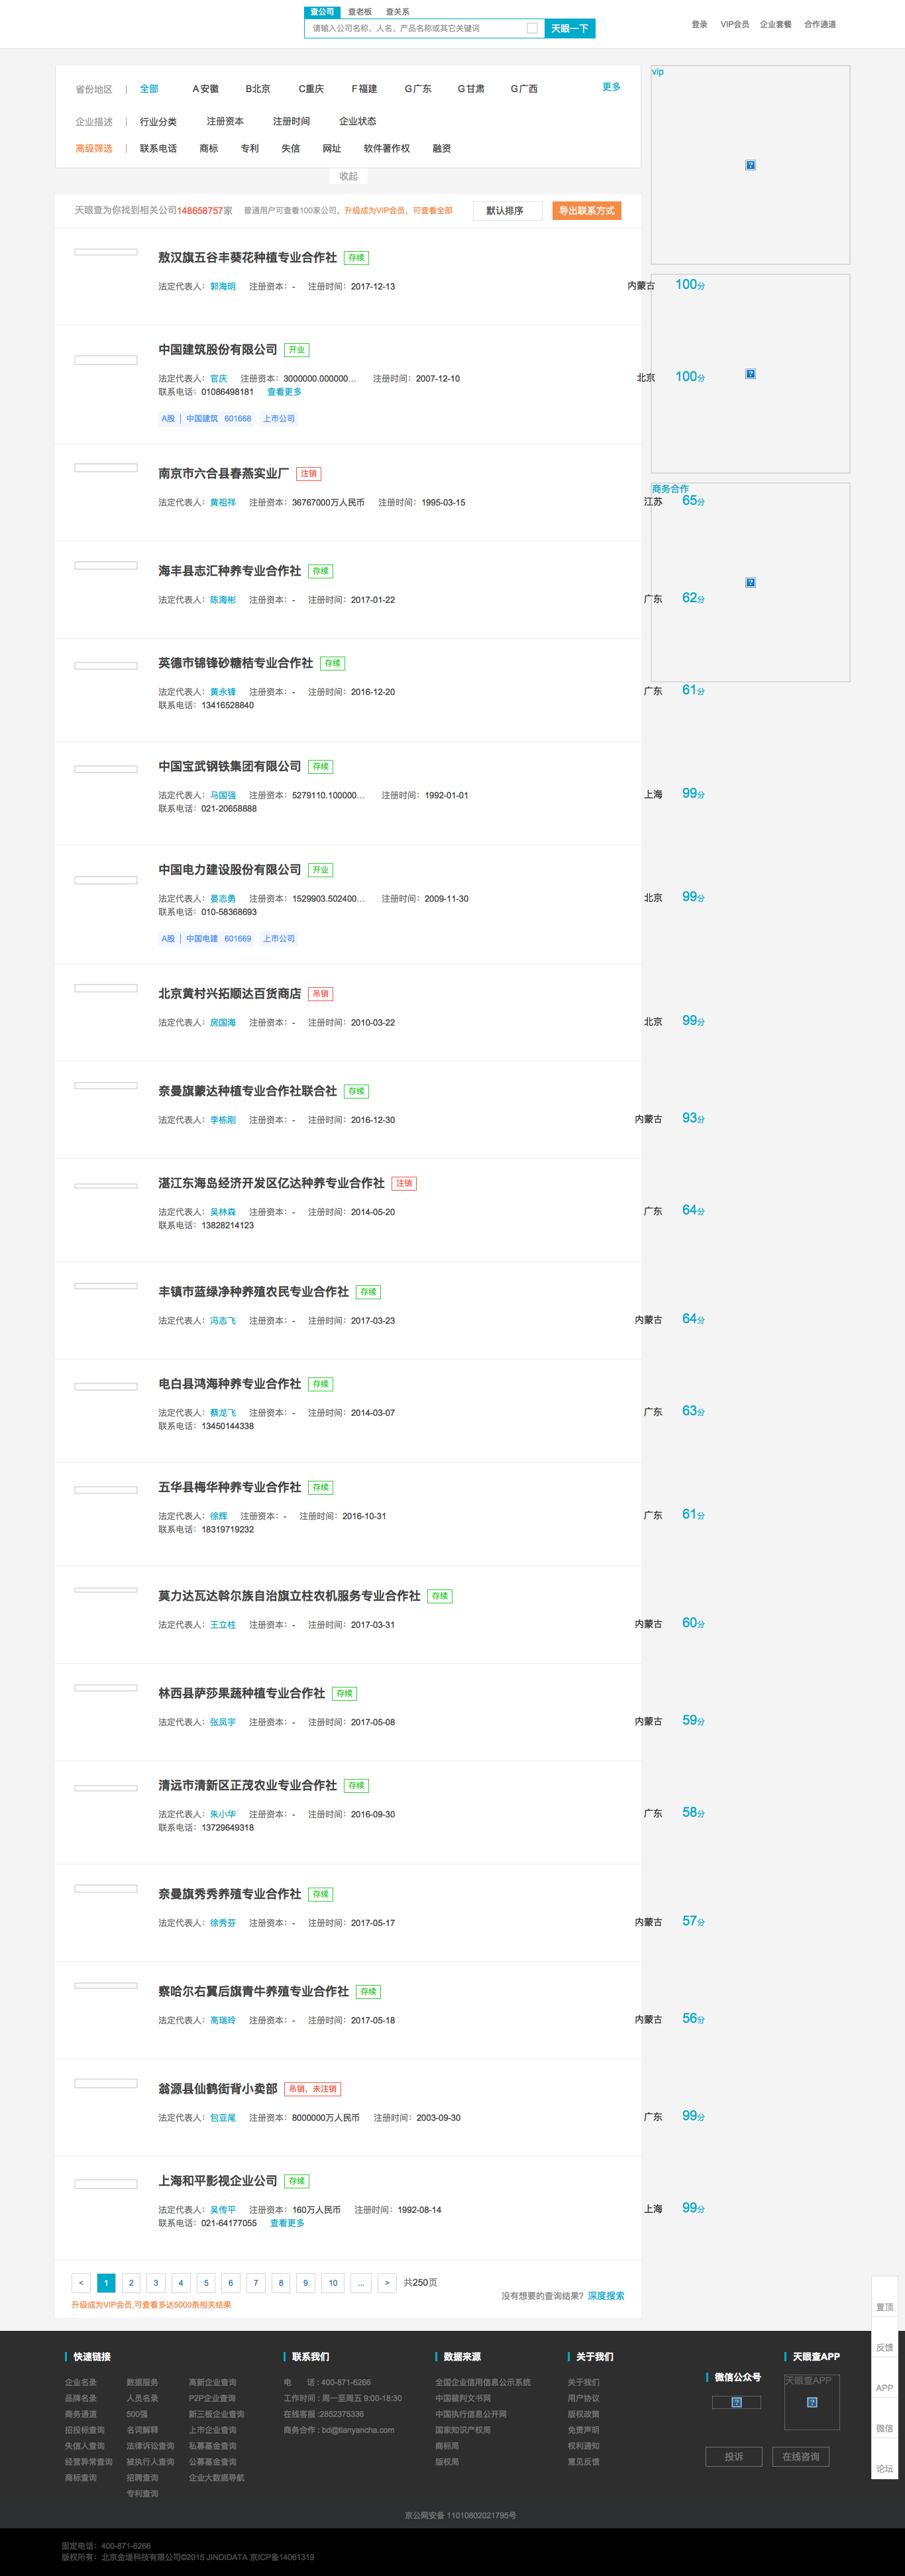 查公司 查老板 查关系
请输入公司名称、人名、产品名称或其它关键词 天眼一下 登录 VIP会员 企业套餐 合作通道
省份地区 | 全部 A安徽 B北京 C重庆 F福建 G广东 G甘肃 G广西 更多
企业描述 | 行业分类 注册资本 注册时间 企业状态
高级筛选 | 联系电话 商标 专利 失信 网址 软件著作权 融资
收起
vip
天眼查为你找到相关公司148658757家 普通用户可查看100家公司，升级成为VIP会员，可查看全部 默认排序 导出联系方式
敖汉旗五谷丰葵花种植专业合作社 存续
法定代表人：郭海明 注册资本：- 注册时间：2017-12-13 内蒙古 100分
中国建筑股份有限公司 开业
法定代表人：官庆 注册资本：3000000.000000... 注册时间：2007-12-10 北京 100分
联系电话：01086498181 查看更多
A股 | 中国建筑 601668 上市公司
南京市六合县春燕实业厂 注销
商务合作
法定代表人：黄祖祥 注册资本：36767000万人民币 注册时间：1995-03-15 江苏 65分
海丰县志汇种养专业合作社 存续
法定代表人：陈海彬 注册资本：- 注册时间：2017-01-22 广东 62分
英德市锦锋砂糖桔专业合作社 存续
法定代表人：黄永锋 注册资本：- 注册时间：2016-12-20 广东 61分
联系电话：13416528840
中国宝武钢铁集团有限公司 存续
法定代表人：马国强 注册资本：5279110.100000... 注册时间：1992-01-01 上海 99分
联系电话：021-20658888
中国电力建设股份有限公司 开业
法定代表人：晏志勇 注册资本：1529903.502400... 注册时间：2009-11-30 北京 99分
联系电话：010-58368693
A股 | 中国电建 601669 上市公司
北京黄村兴拓顺达百货商店 吊销
法定代表人：房国海 注册资本：- 注册时间：2010-03-22 北京 99分
奈曼旗蒙达种植专业合作社联合社 存续
法定代表人：李栋刚 注册资本：- 注册时间：2016-12-30 内蒙古 93分
湛江东海岛经济开发区亿达种养专业合作社 注销
法定代表人：吴林森 注册资本：- 注册时间：2014-05-20 广东 64分
联系电话：13828214123
丰镇市蓝绿净种养殖农民专业合作社 存续
法定代表人：冯志飞 注册资本：- 注册时间：2017-03-23 内蒙古 64分
电白县鸿海种养专业合作社 存续
法定代表人：蔡龙飞 注册资本：- 注册时间：2014-03-07 广东 63分
联系电话：13450144338
五华县梅华种养专业合作社 存续
法定代表人：徐辉 注册资本：- 注册时间：2016-10-31 广东 61分
联系电话：18319719232
莫力达瓦达斡尔族自治旗立柱农机服务专业合作社 存续
法定代表人：王立柱 注册资本：- 注册时间：2017-03-31 内蒙古 60分
林西县萨莎果蔬种植专业合作社 存续
法定代表人：张凤宇 注册资本：- 注册时间：2017-05-08 内蒙古 59分
清远市清新区正茂农业专业合作社 存续
法定代表人：朱小华 注册资本：- 注册时间：2016-09-30 广东 58分
联系电话：13729649318
奈曼旗秀秀养殖专业合作社 存续
法定代表人：徐秀芬 注册资本：- 注册时间：2017-05-17 内蒙古 57分
察哈尔右翼后旗青牛养殖专业合作社 存续
法定代表人：高瑞玲 注册资本：- 注册时间：2017-05-18 内蒙古 56分
翁源县仙鹤街背小卖部 吊销，未注销
法定代表人：包亚尾 注册资本：8000000万人民币 注册时间：2003-09-30 广东 99分
上海和平影视企业公司 存续
法定代表人：吴传平 注册资本：160万人民币 注册时间：1992-08-14 上海 99分
联系电话：021-64177055 查看更多
< 1 2 3 4 5 6 7 8 9 10 ... > 共250页
没有想要的查询结果？深度搜索
升级成为VIP会员,可查看多达5000条相关结果
置顶
反馈
APP
微信
论坛
快速链接 联系我们 数据来源 关于我们 天眼查APP
微信公众号
天眼查APP
企业名录 数据服务 高新企业查询 电 话：400-871-6266 全国企业信用信息公示系统 关于我们
品牌名录 人员名录 P2P企业查询 工作时间：周一至周五 9:00-18:30 中国裁判文书网 用户协议
商务通道 500强 新三板企业查询 在线客服:2852375336 中国执行信息公开网 版权政策
招投标查询 名词解释 上市企业查询 商务合作：bd@tianyancha.com 国家知识产权局 免责声明
失信人查询 法律诉讼查询 私募基金查询 商标局 权利通知
经营异常查询 被执行人查询 公募基金查询 版权局 意见反馈
商标查询 招聘查询 企业大数据导航
专利查询
投诉 在线咨询
京公网安备 11010802021795号
固定电话：400-871-6266
版权所有：北京金堤科技有限公司©2015 JINDIDATA 京ICP备14061319